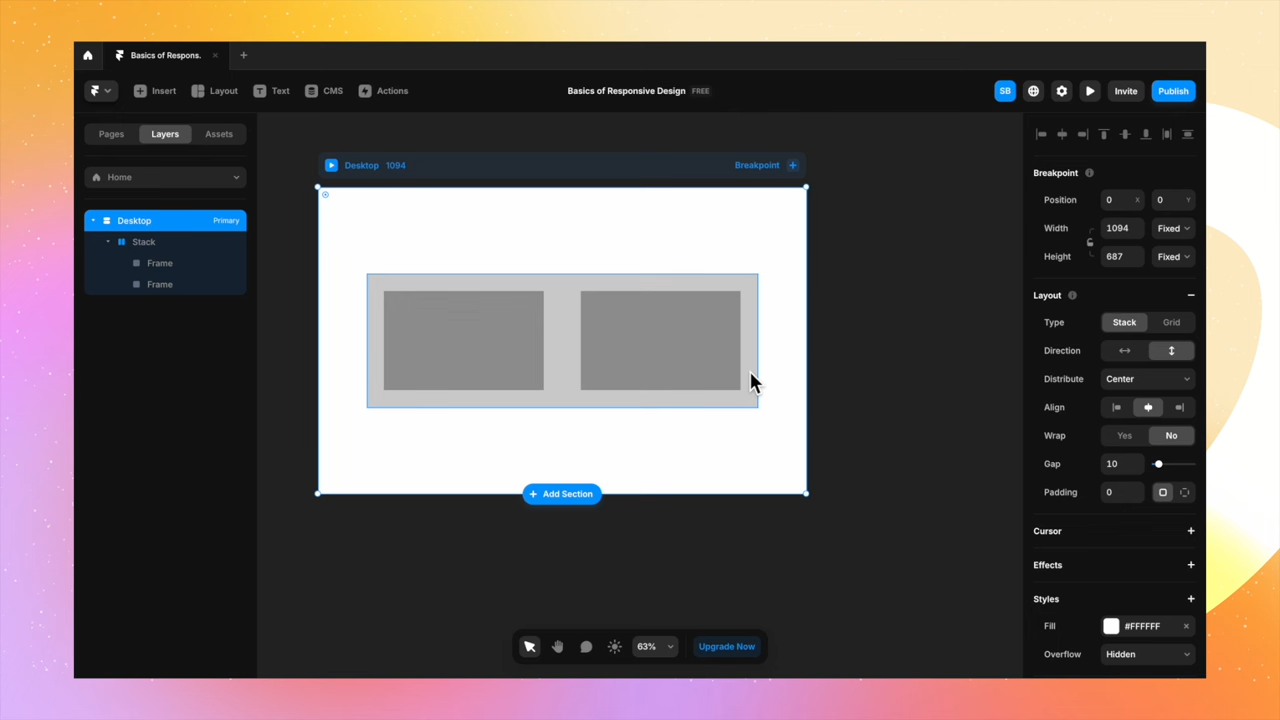 Basics of Respons.
Insert
Layout
Text
CMS
Actions
Basics of Responsive Design FREE
SB
Invite
Publish
Pages
Layers
Assets
Home
Desktop
Primary
Stack
Frame
Frame
Desktop 1094
Breakpoint
Add Section
63%
Upgrade Now
Breakpoint
Position 0 X 0 Y
Width 1094 Fixed
Height 687 Fixed
Layout
Type Stack Grid
Direction
Distribute Center
Align
Wrap Yes No
Gap 10
Padding 0
Cursor
Effects
Styles
Fill #FFFFFF
Overflow Hidden